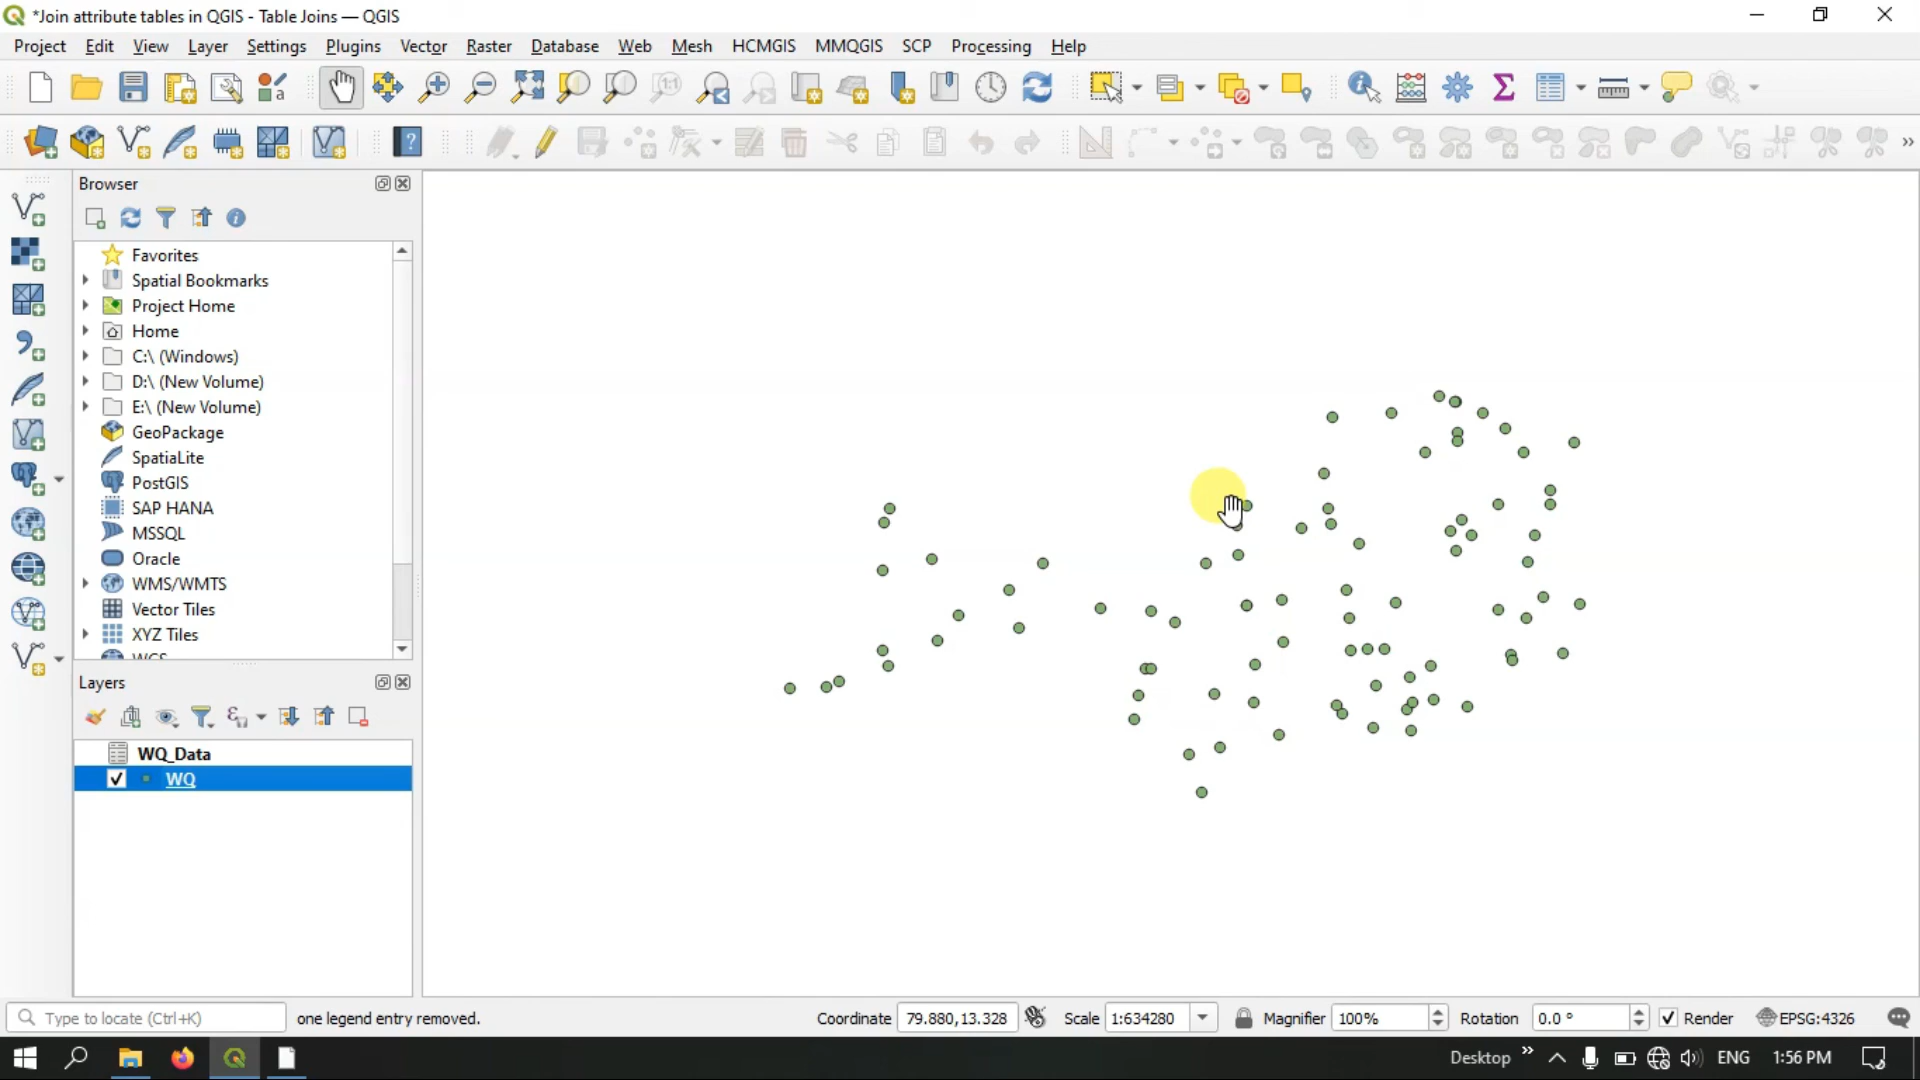 *Join attribute tables in QGIS - Table Joins — QGIS
Project Edit View Layer Settings Plugins Vector Raster Database Web Mesh HCMGIS MMQGIS SCP Processing Help
Browser
Favorites
Spatial Bookmarks
Project Home
Home
C:\ (Windows)
D:\ (New Volume)
E:\ (New Volume)
GeoPackage
SpatiaLite
PostGIS
SAP HANA
MSSQL
Oracle
WMS/WMTS
Vector Tiles
XYZ Tiles
WCS
Layers
WQ_Data
WQ
Type to locate (Ctrl+K) one legend entry removed. Coordinate 79.880,13.328 Scale 1:634280 Magnifier 100% Rotation 0.0 ° Render EPSG:4326
Desktop » ENG 1:56 PM